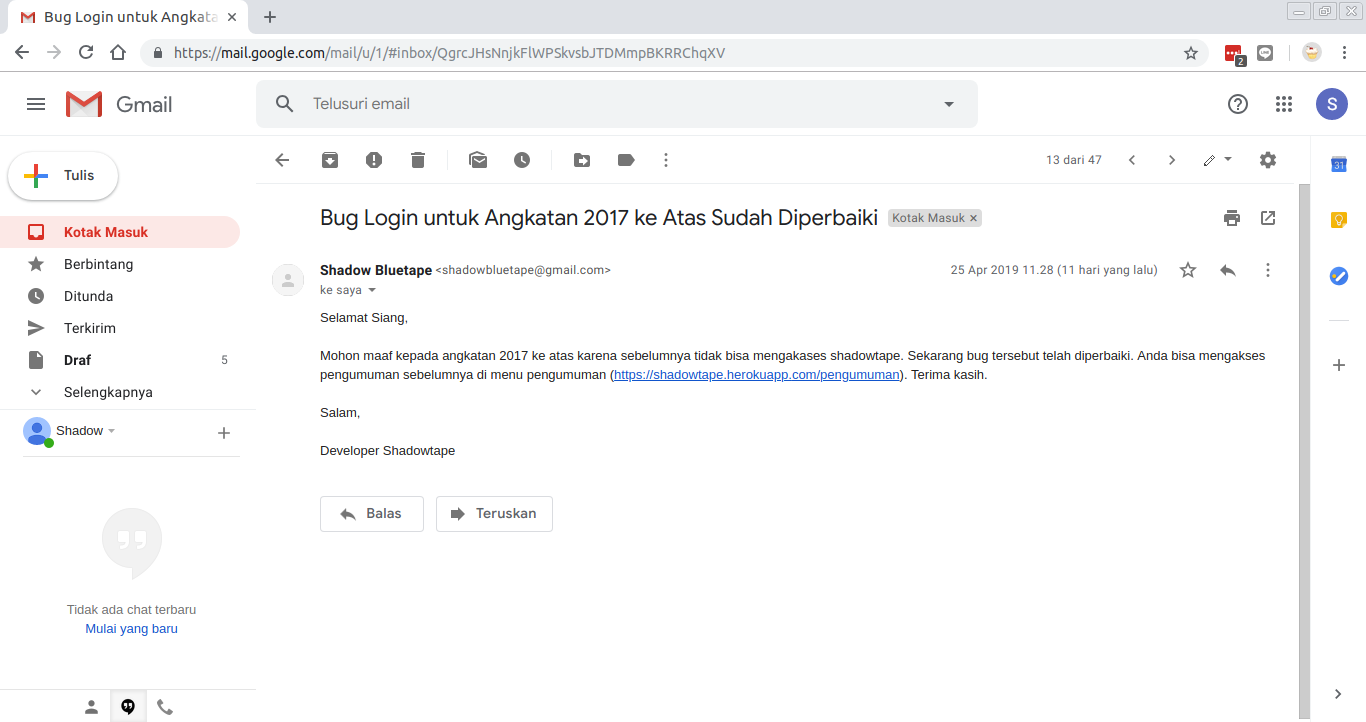 Bug Login untuk Angkata
https://mail.google.com/mail/u/1/#inbox/QgrcJHsNnjkFlWPSkvsbJTDMmpBKRRChqXV
2
Gmail
Telusuri email
S
Tulis
13 dari 47
31
Bug Login untuk Angkatan 2017 ke Atas Sudah Diperbaiki
Kotak Masuk ×
Kotak Masuk
Berbintang
Ditunda
Terkirim
Draf 5
Selengkapnya
Shadow
Shadow Bluetape <shadowbluetape@gmail.com>
25 Apr 2019 11.28 (11 hari yang lalu)
ke saya
Selamat Siang,
Mohon maaf kepada angkatan 2017 ke atas karena sebelumnya tidak bisa mengakases shadowtape. Sekarang bug tersebut telah diperbaiki. Anda bisa mengakses
pengumuman sebelumnya di menu pengumuman (https://shadowtape.herokuapp.com/pengumuman). Terima kasih.
Salam,
Developer Shadowtape
Balas
Teruskan
Tidak ada chat terbaru
Mulai yang baru